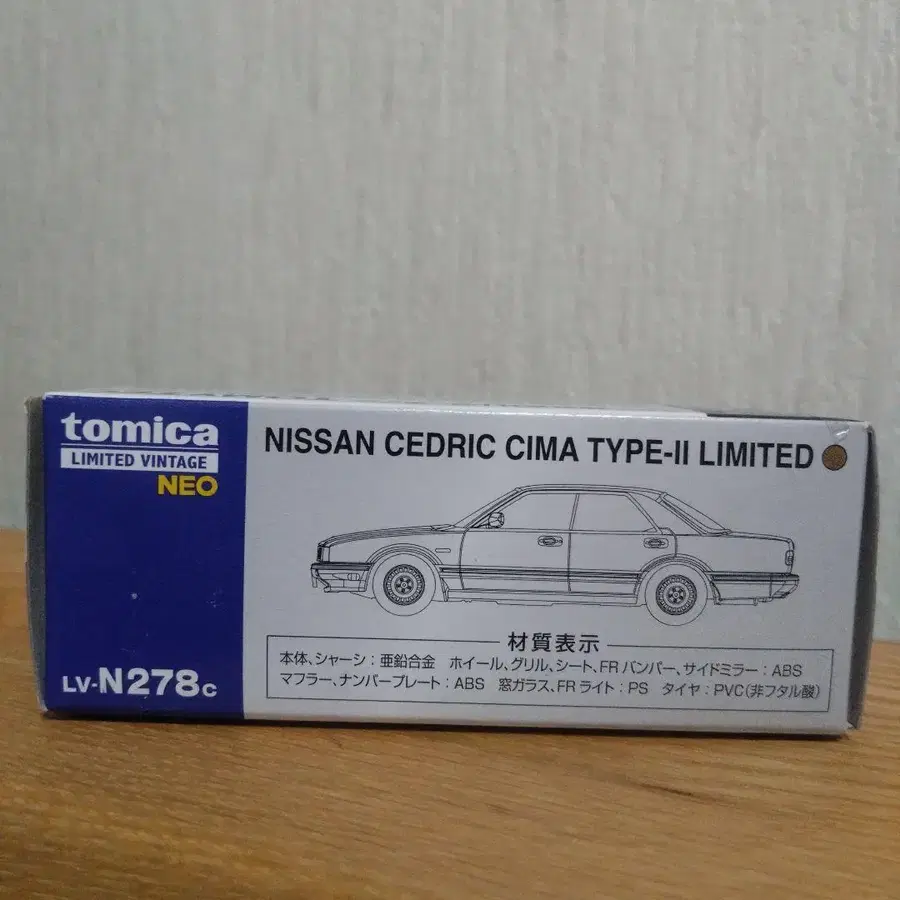 tomica
LIMITED VINTAGE
NEO
NISSAN CEDRIC CIMA TYPE-II LIMITED
材質表示
本体、シャーシ：亜鉛合金　ホイール、グリル、シート、FRバンパー、サイドミラー：ABS
マフラー、ナンバープレート：ABS　窓ガラス、FRライト：PS　タイヤ：PVC（非フタル酸）
LV-N278c